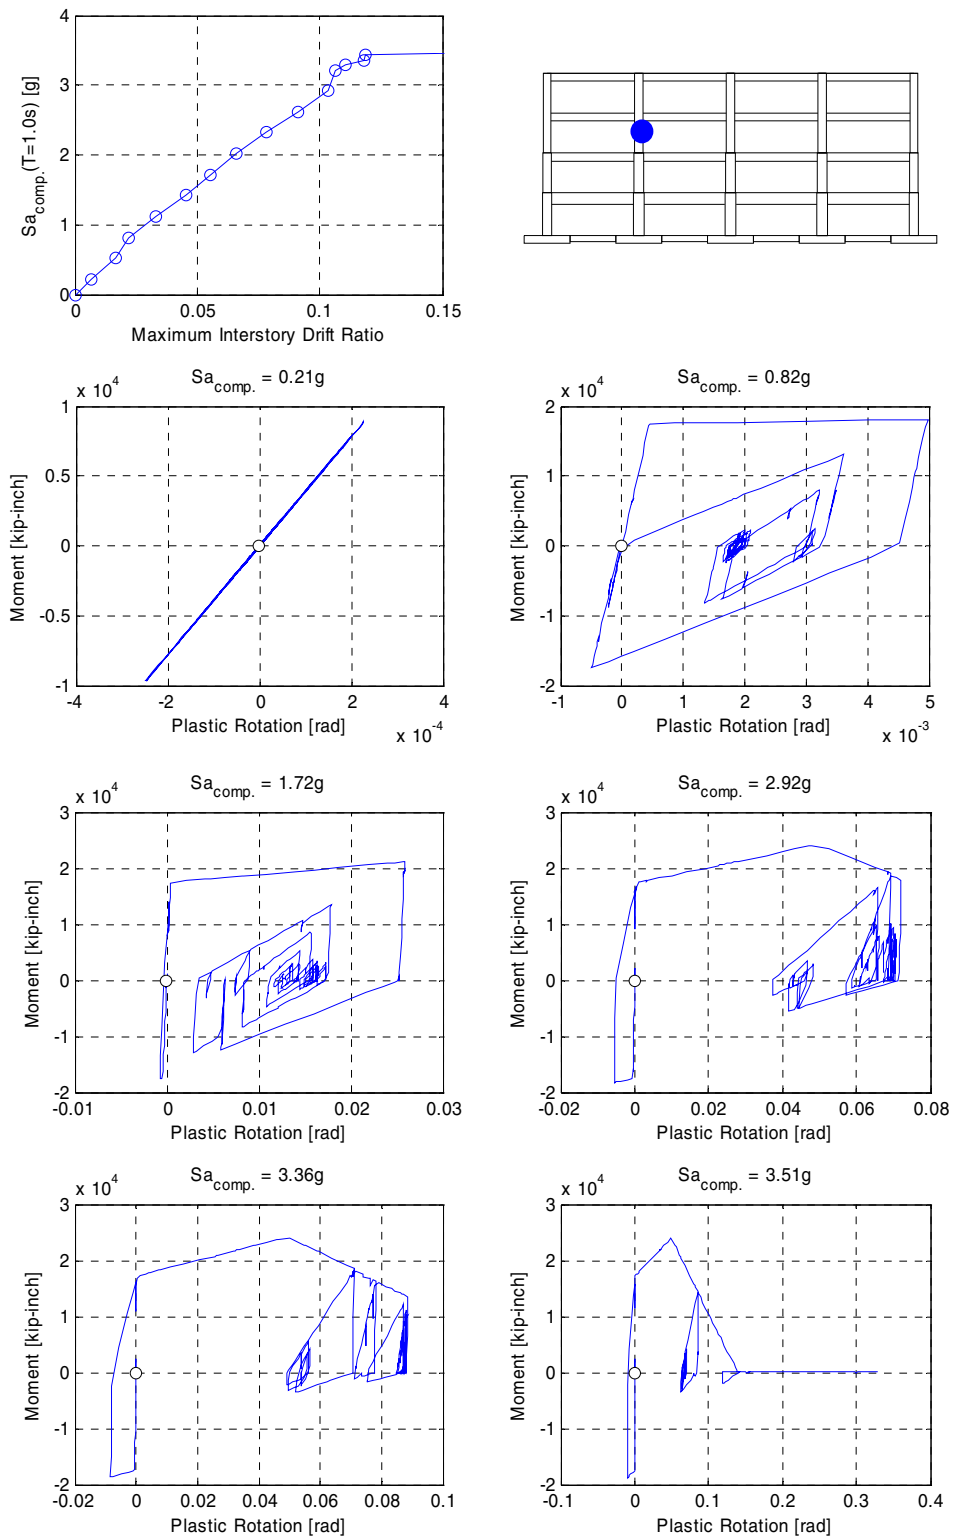 4
3
2
1
0
0 0.05 0.1 0.15
Sa_comp.(T=1.0s) [g]
Maximum Interstory Drift Ratio
Sa_comp. = 0.21g
x 10^4
1
0.5
0
-0.5
-1
-4 -2 0 2 4
Moment [kip-inch]
Plastic Rotation [rad]
x 10^-4
Sa_comp. = 0.82g
x 10^4
2
1
0
-1
-2
-1 0 1 2 3 4 5
Moment [kip-inch]
Plastic Rotation [rad]
x 10^-3
Sa_comp. = 1.72g
x 10^4
3
2
1
0
-1
-2
-0.01 0 0.01 0.02 0.03
Moment [kip-inch]
Plastic Rotation [rad]
Sa_comp. = 2.92g
x 10^4
3
2
1
0
-1
-2
-0.02 0 0.02 0.04 0.06 0.08
Moment [kip-inch]
Plastic Rotation [rad]
Sa_comp. = 3.36g
x 10^4
3
2
1
0
-1
-2
-0.02 0 0.02 0.04 0.06 0.08 0.1
Moment [kip-inch]
Plastic Rotation [rad]
Sa_comp. = 3.51g
x 10^4
3
2
1
0
-1
-2
-0.1 0 0.1 0.2 0.3 0.4
Moment [kip-inch]
Plastic Rotation [rad]